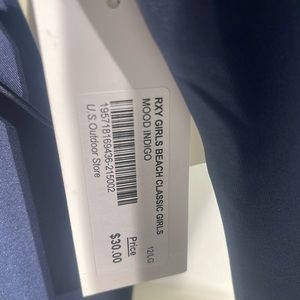 RXY GIRLS BEACH CLASSIC GIRLS
MOOD INDIGO
12/LG
195718169436-215002
U.S. Outdoor Store
Price
$30.00